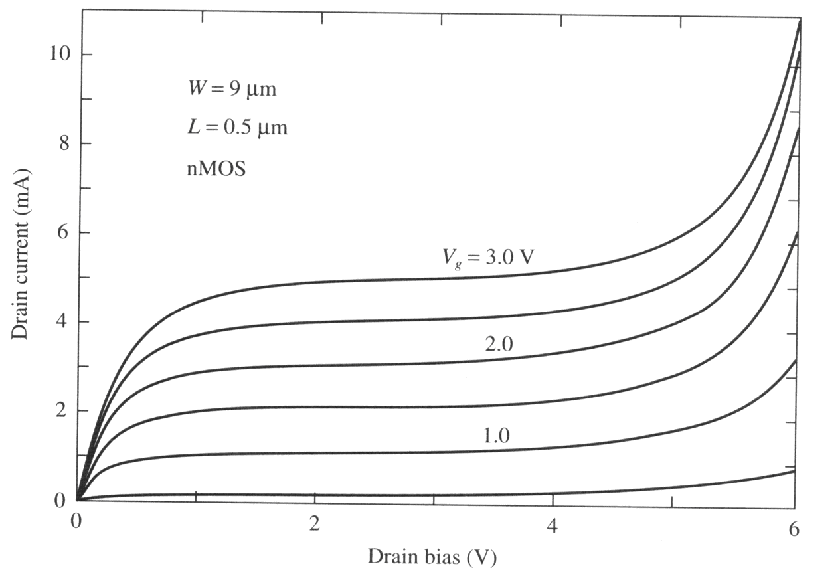 10
8
6
4
2
0
Drain current (mA)
W = 9 μm
L = 0.5 μm
nMOS
V_g = 3.0 V
2.0
1.0
0
2
4
6
Drain bias (V)